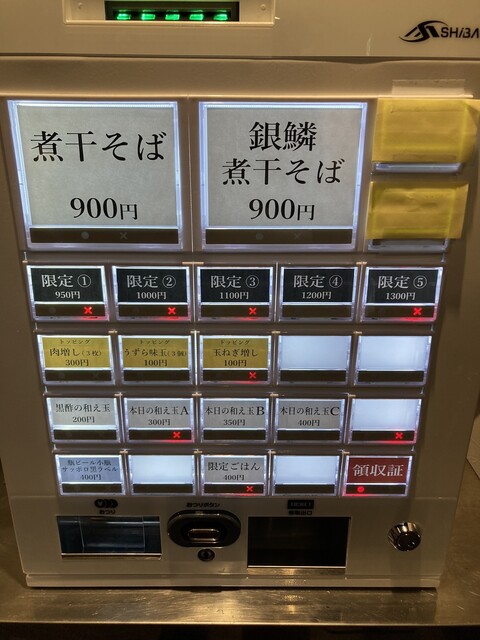 SHIBA
煮干そば
900円
銀鱗
煮干そば
900円
限定①
950円
限定②
1000円
限定③
1100円
限定④
1200円
限定⑤
1300円
トッピング
肉増し(3枚)
300円
トッピング
うずら味玉(3個)
100円
トッピング
玉ねぎ増し
100円
黒酢の和え玉
200円
本日の和え玉A
300円
本日の和え玉B
350円
本日の和え玉C
400円
瓶ビール小瓶
サッポロ黒ラベル
400円
限定ごはん
400円
領収証